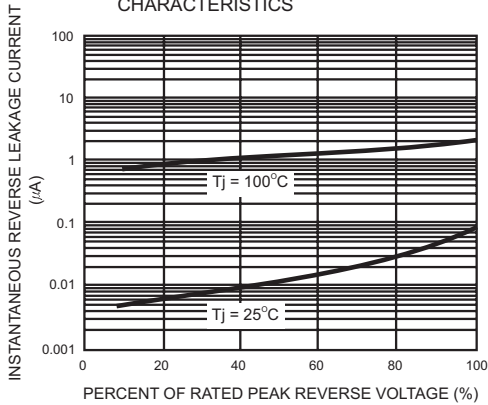 CHARACTERISTICS
INSTANTANEOUS REVERSE LEAKAGE CURRENT
(μA)
100
10
1
0.1
0.01
0.001
Tj = 100°C
Tj = 25°C
0 20 40 60 80 100
PERCENT OF RATED PEAK REVERSE VOLTAGE (%)